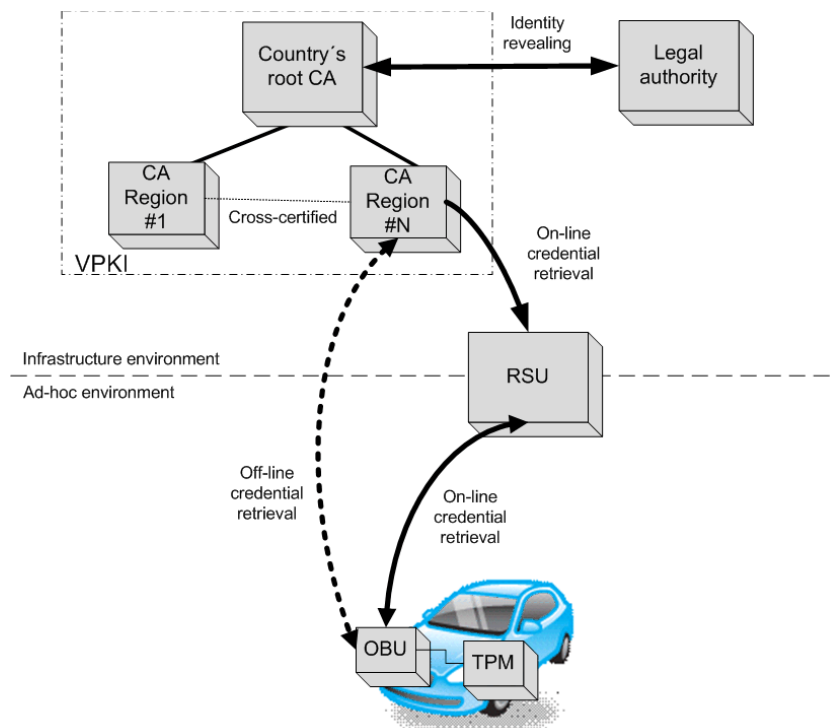 Country´s
root CA
Identity
revealing
Legal
authority
CA
Region
#1
Cross-certified
CA
Region
#N
VPKI
On-line
credential
retrieval
Infrastructure environment
RSU
Ad-hoc environment
Off-line
credential
retrieval
On-line
credential
retrieval
OBU
TPM